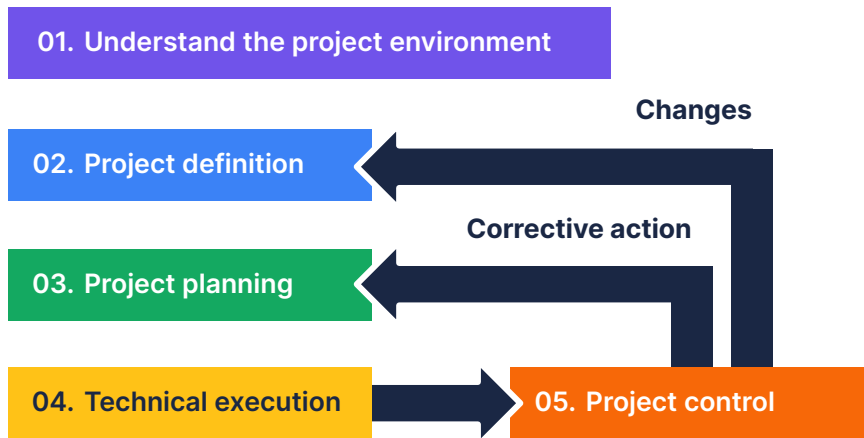 01. Understand the project environment
Changes
02. Project definition
Corrective action
03. Project planning
04. Technical execution
05. Project control